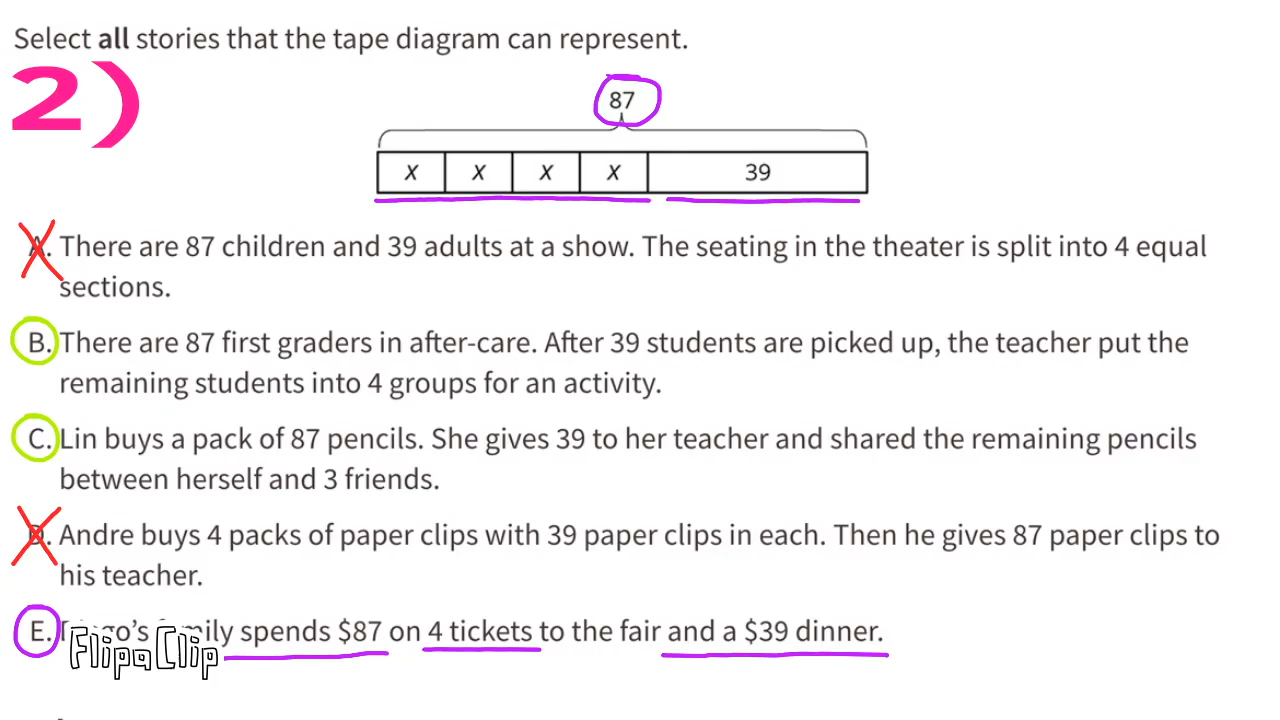 Select all stories that the tape diagram can represent.
2)
87
x x x x 39
A. There are 87 children and 39 adults at a show. The seating in the theater is split into 4 equal
sections.
B. There are 87 first graders in after-care. After 39 students are picked up, the teacher put the
remaining students into 4 groups for an activity.
C. Lin buys a pack of 87 pencils. She gives 39 to her teacher and shared the remaining pencils
between herself and 3 friends.
D. Andre buys 4 packs of paper clips with 39 paper clips in each. Then he gives 87 paper clips to
his teacher.
E. family spends $87 on 4 tickets to the fair and a $39 dinner.
FlipaClip